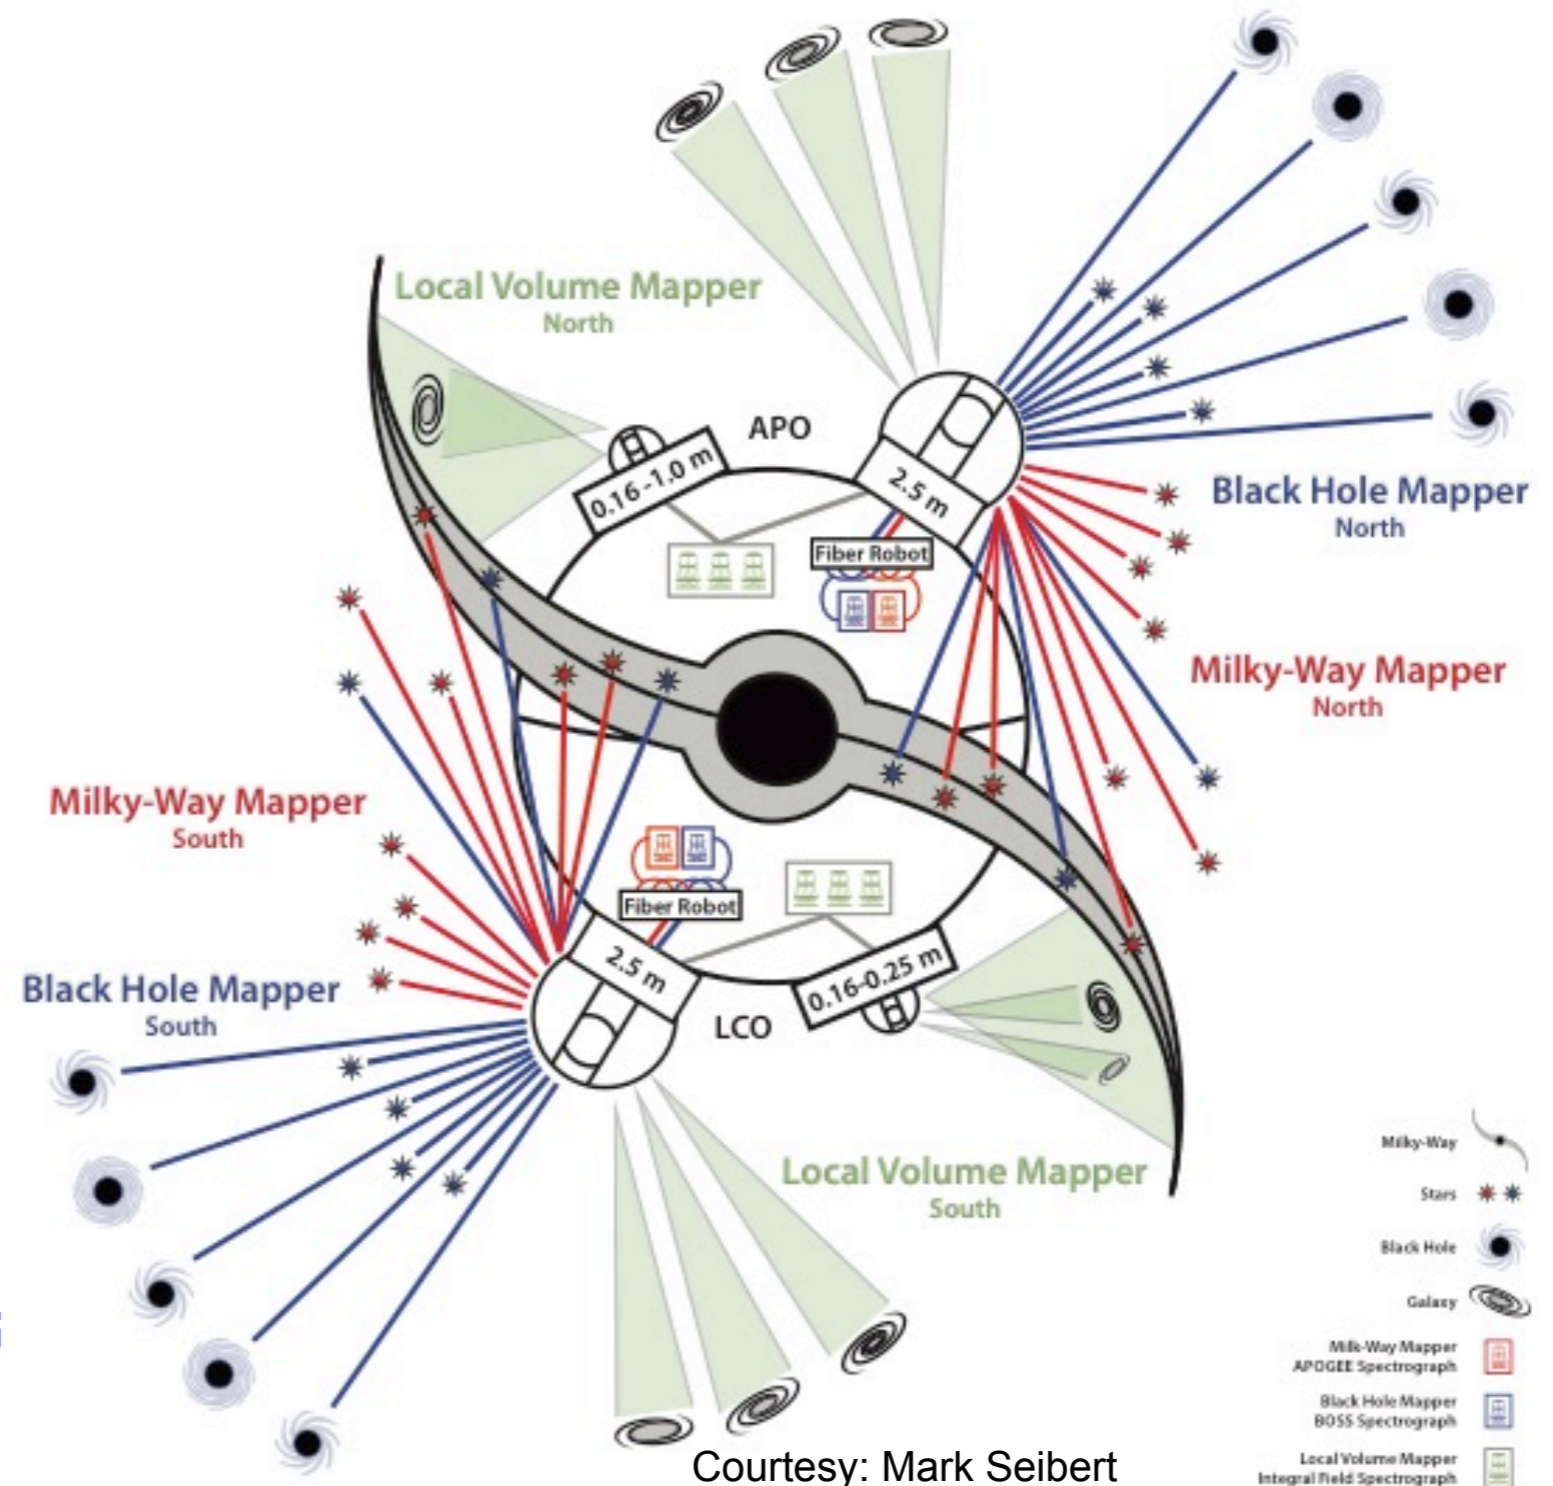 Local Volume Mapper
North
APO
0.16-1.0 m
2.5 m
Fiber Robot
Black Hole Mapper
North
Milky-Way Mapper
North
Milky-Way Mapper
South
Black Hole Mapper
South
Fiber Robot
2.5 m
LCO
0.16-0.25 m
Local Volume Mapper
South
Milky-Way
Stars
Black Hole
Galaxy
Milk-Way Mapper
APOGEE Spectrograph
Black Hole Mapper
BOSS Spectrograph
Local Volume Mapper
Integral Field Spectrograph
Courtesy: Mark Seibert